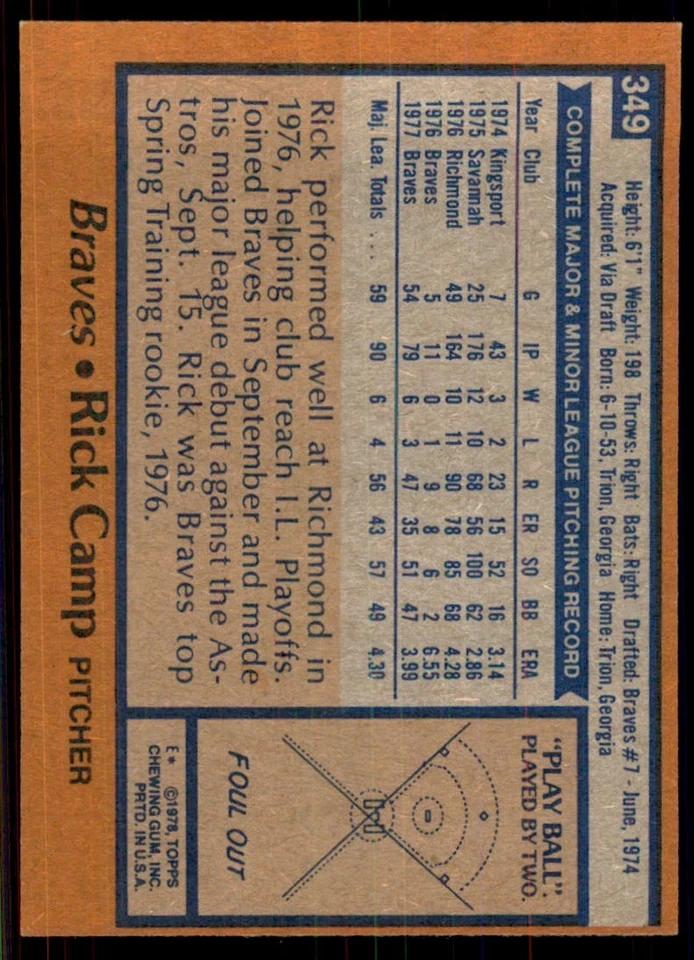 349
Height: 6'1" Weight: 198 Throws: Right Bats: Right Drafted: Braves #7 - June, 1974
Acquired: Via Draft Born: 6-10-53, Trion, Georgia Home: Trion, Georgia
COMPLETE MAJOR & MINOR LEAGUE PITCHING RECORD
Year Club G IP W L R ER SO BB ERA
1974 Kingsport 7 43 3 2 23 15 52 16 3.14
1975 Savannah 25 176 12 10 68 56 100 62 2.86
1976 Richmond 49 164 10 11 90 78 85 68 4.28
1976 Braves 5 11 0 1 9 8 6 2 6.55
1977 Braves 54 79 6 3 47 35 51 47 3.99
Maj. Lea. Totals ... 59 90 6 4 56 43 57 49 4.30
Rick performed well at Richmond in
1976, helping club reach I.L. Playoffs.
Joined Braves in September and made
his major league debut against the As-
tros, Sept. 15. Rick was Braves top
Spring Training rookie, 1976.
"PLAY BALL".
PLAYED BY TWO.
FOUL OUT
E* ©1978, TOPPS
CHEWING GUM, INC.
PRTD. IN U.S.A.
Braves • Rick Camp PITCHER